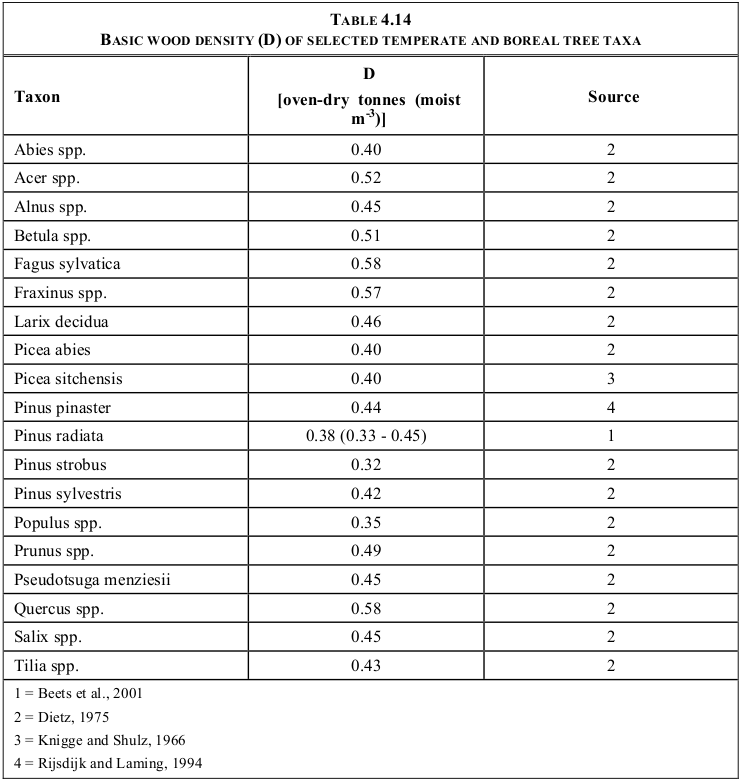 TABLE 4.14
BASIC WOOD DENSITY (D) OF SELECTED TEMPERATE AND BOREAL TREE TAXA
Taxon D [oven-dry tonnes (moist m-3)] Source
Abies spp. 0.40 2
Acer spp. 0.52 2
Alnus spp. 0.45 2
Betula spp. 0.51 2
Fagus sylvatica 0.58 2
Fraxinus spp. 0.57 2
Larix decidua 0.46 2
Picea abies 0.40 2
Picea sitchensis 0.40 3
Pinus pinaster 0.44 4
Pinus radiata 0.38 (0.33 - 0.45) 1
Pinus strobus 0.32 2
Pinus sylvestris 0.42 2
Populus spp. 0.35 2
Prunus spp. 0.49 2
Pseudotsuga menziesii 0.45 2
Quercus spp. 0.58 2
Salix spp. 0.45 2
Tilia spp. 0.43 2
1 = Beets et al., 2001
2 = Dietz, 1975
3 = Knigge and Shulz, 1966
4 = Rijsdijk and Laming, 1994